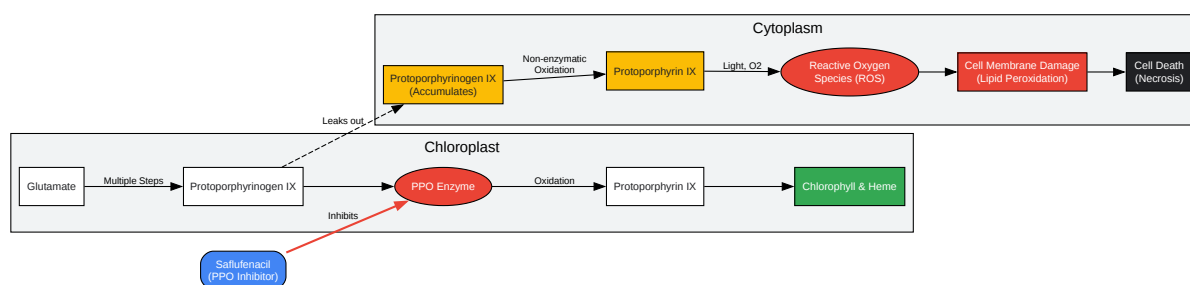 Cytoplasm
Protoporphyrinogen IX
(Accumulates)
Non-enzymatic
Oxidation
Protoporphyrin IX
Light, O2
Reactive Oxygen
Species (ROS)
Cell Membrane Damage
(Lipid Peroxidation)
Cell Death
(Necrosis)
Leaks out
Chloroplast
Glutamate
Multiple Steps
Protoporphyrinogen IX
PPO Enzyme
Oxidation
Protoporphyrin IX
Chlorophyll & Heme
Inhibits
Saflufenacil
(PPO Inhibitor)